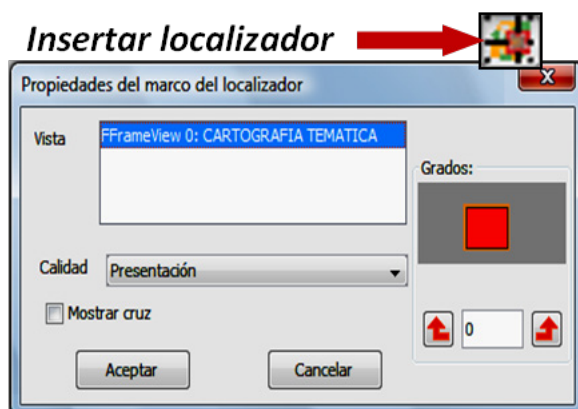 Insertar localizador
Propiedades del marco del localizador
X
Vista
FFrameView 0: CARTOGRAFIA TEMATICA
Grados:
Calidad
Presentación
Mostrar cruz
0
Aceptar
Cancelar